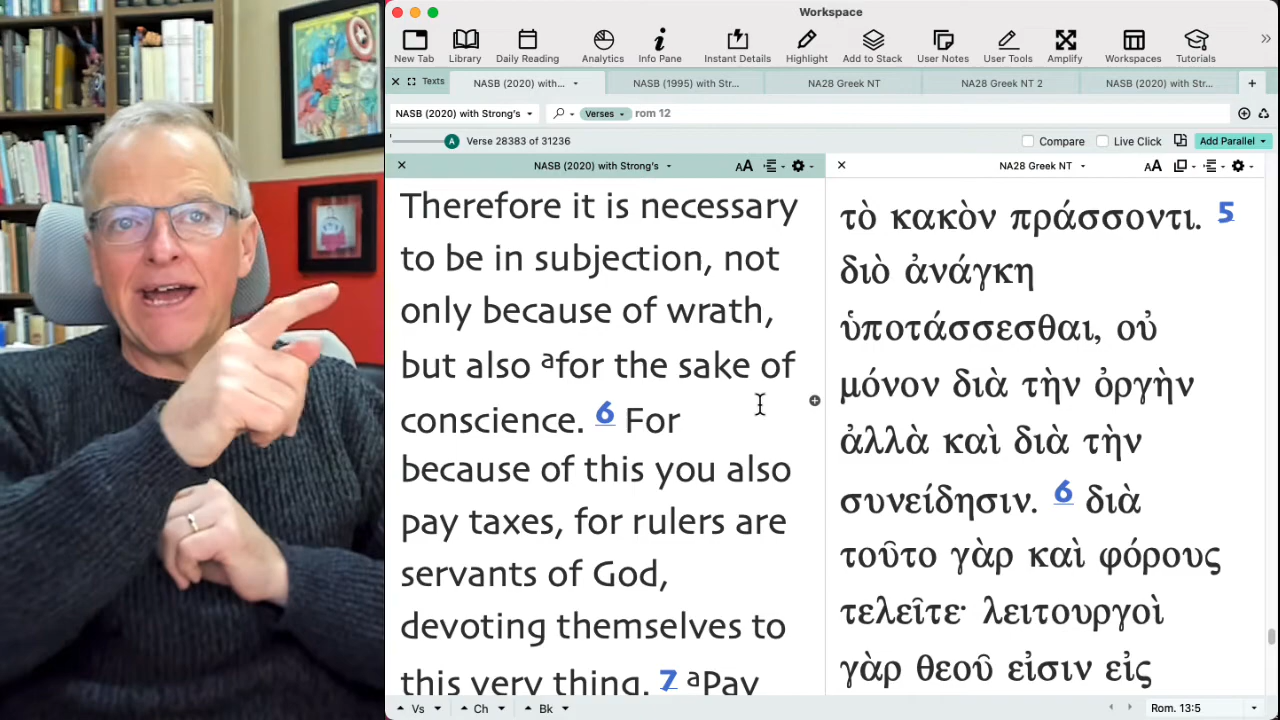 Workspace
New Tab
Library
Daily Reading
Analytics
Info Pane
Instant Details
Highlight
Add to Stack
User Notes
User Tools
Amplify
Workspaces
Tutorials
»
Texts
NASB (2020) with...
NASB (1995) with Str...
NA28 Greek NT
NA28 Greek NT 2
NASB (2020) with Str...
NASB (2020) with Strong's
Verses
rom 12
A
Verse 28383 of 31236
Compare
Live Click
Add Parallel
NASB (2020) with Strong's
Therefore it is necessary
to be in subjection, not
only because of wrath,
but also ᵃfor the sake of
conscience. 6 For
because of this you also
pay taxes, for rulers are
servants of God,
devoting themselves to
this very thing. 7 ᵃPay
NA28 Greek NT
τὸ κακὸν πράσσοντι. 5
διὸ ἀνάγκη
ὑποτάσσεσθαι, οὐ
μόνον διὰ τὴν ὀργὴν
ἀλλὰ καὶ διὰ τὴν
συνείδησιν. 6 διὰ
τοῦτο γὰρ καὶ φόρους
τελεῖτε· λειτουργοὶ
γὰρ θεοῦ εἰσιν εἰς
Vs
Ch
Bk
Rom. 13:5